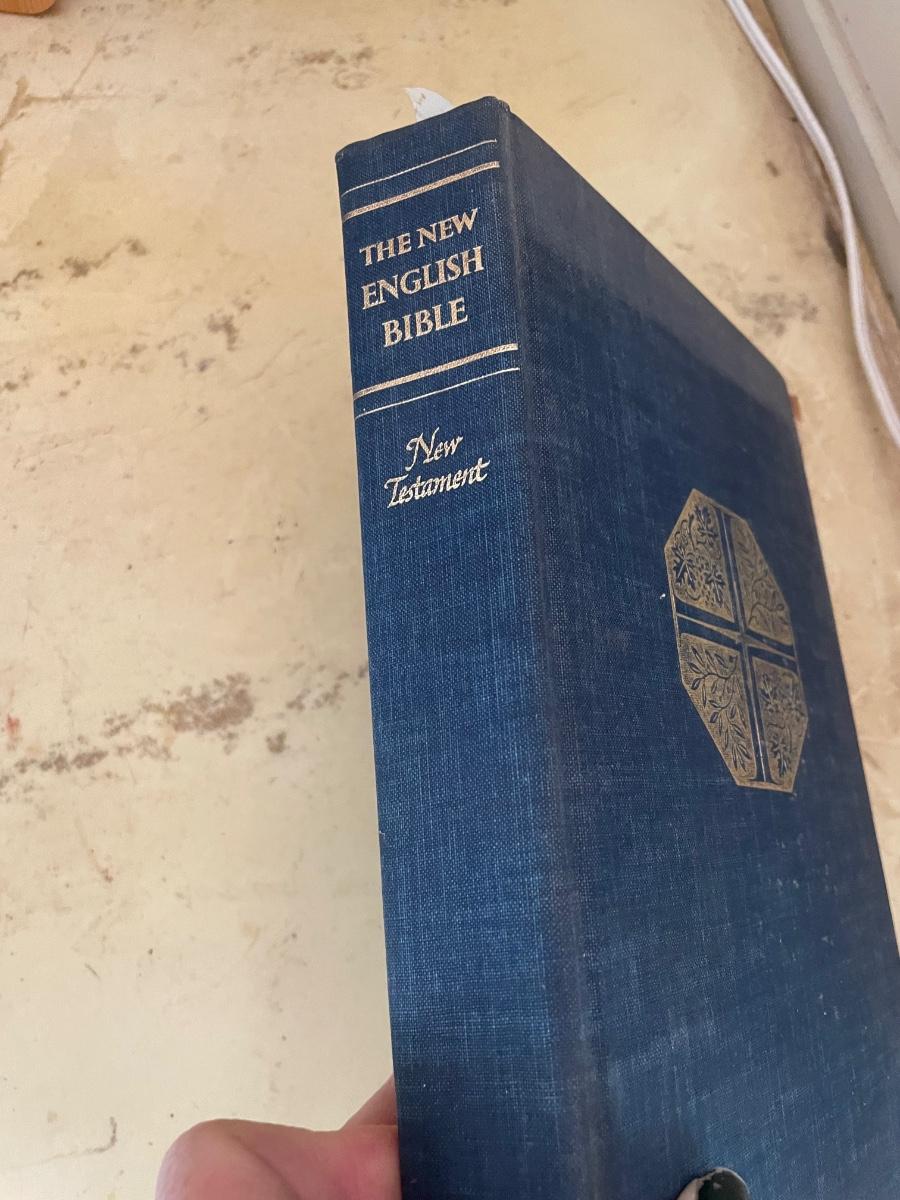 THE NEW
ENGLISH
BIBLE
New
Testament